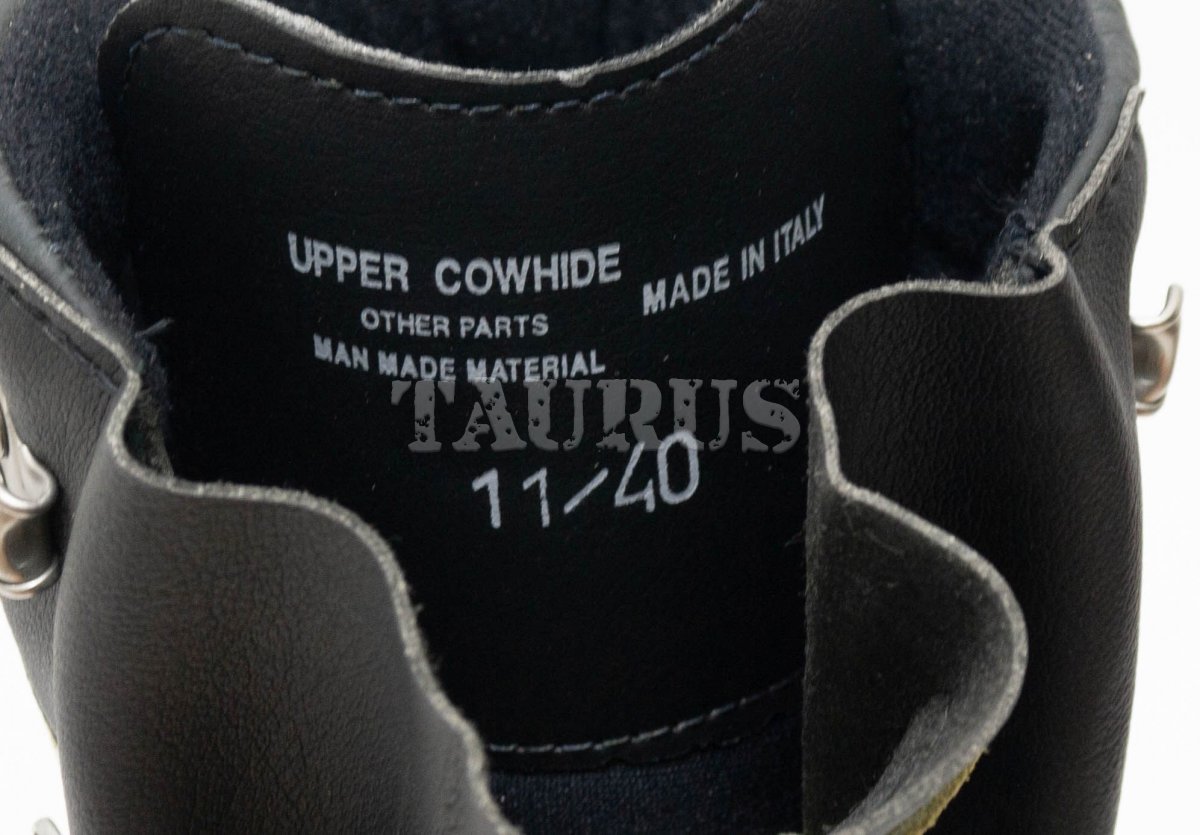 UPPER COWHIDE
MADE IN ITALY
OTHER PARTS
MAN MADE MATERIAL
TAURUS
11/40